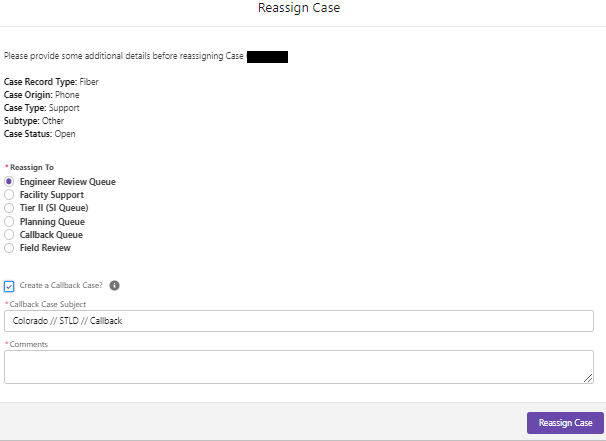 Reassign Case
Please provide some additional details before reassigning Case
Case Record Type: Fiber
Case Origin: Phone
Case Type: Support
Subtype: Other
Case Status: Open
*Reassign To
Engineer Review Queue
Facility Support
Tier II (SI Queue)
Planning Queue
Callback Queue
Field Review
Create a Callback Case?
*Callback Case Subject
Colorado // STLD // Callback
*Comments
Reassign Case